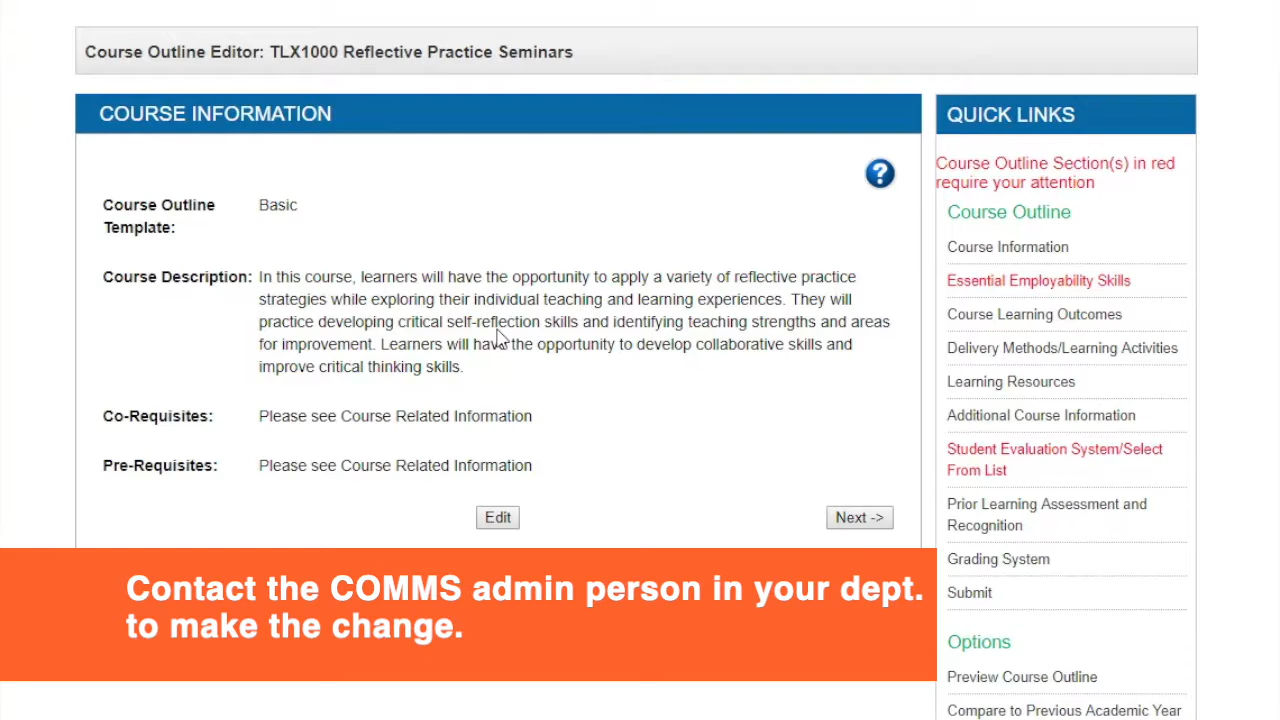 Course Outline Editor: TLX1000 Reflective Practice Seminars
COURSE INFORMATION
Course Outline
Template:
Basic
Course Description:
In this course, learners will have the opportunity to apply a variety of reflective practice
strategies while exploring their individual teaching and learning experiences. They will
practice developing critical self-reflection skills and identifying teaching strengths and areas
for improvement. Learners will have the opportunity to develop collaborative skills and
improve critical thinking skills.
Co-Requisites:
Please see Course Related Information
Pre-Requisites:
Please see Course Related Information
Edit
Next ->
Contact the COMMS admin person in your dept.
to make the change.
QUICK LINKS
Course Outline Section(s) in red
require your attention
Course Outline
Course Information
Essential Employability Skills
Course Learning Outcomes
Delivery Methods/Learning Activities
Learning Resources
Additional Course Information
Student Evaluation System/Select
From List
Prior Learning Assessment and
Recognition
Grading System
Submit
Options
Preview Course Outline
Compare to Previous Academic Year